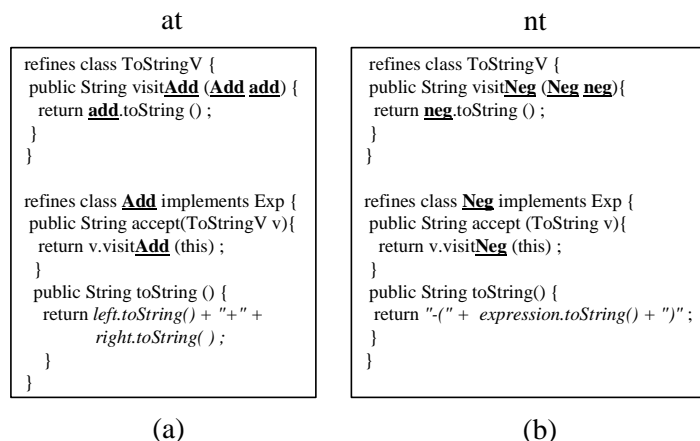 at
refines class ToStringV {
public String visitAdd (Add add) {
return add.toString () ;
}
}
refines class Add implements Exp {
public String accept(ToStringV v){
return v.visitAdd (this) ;
}
public String toString () {
return left.toString() + "+" +
right.toString( ) ;
}
}
(a)
nt
refines class ToStringV {
public String visitNeg (Neg neg){
return neg.toString () ;
}
}
refines class Neg implements Exp {
public String accept (ToString v){
return v.visitNeg (this) ;
}
public String toString() {
return "-(" + expression.toString() + ")" ;
}
}
(b)